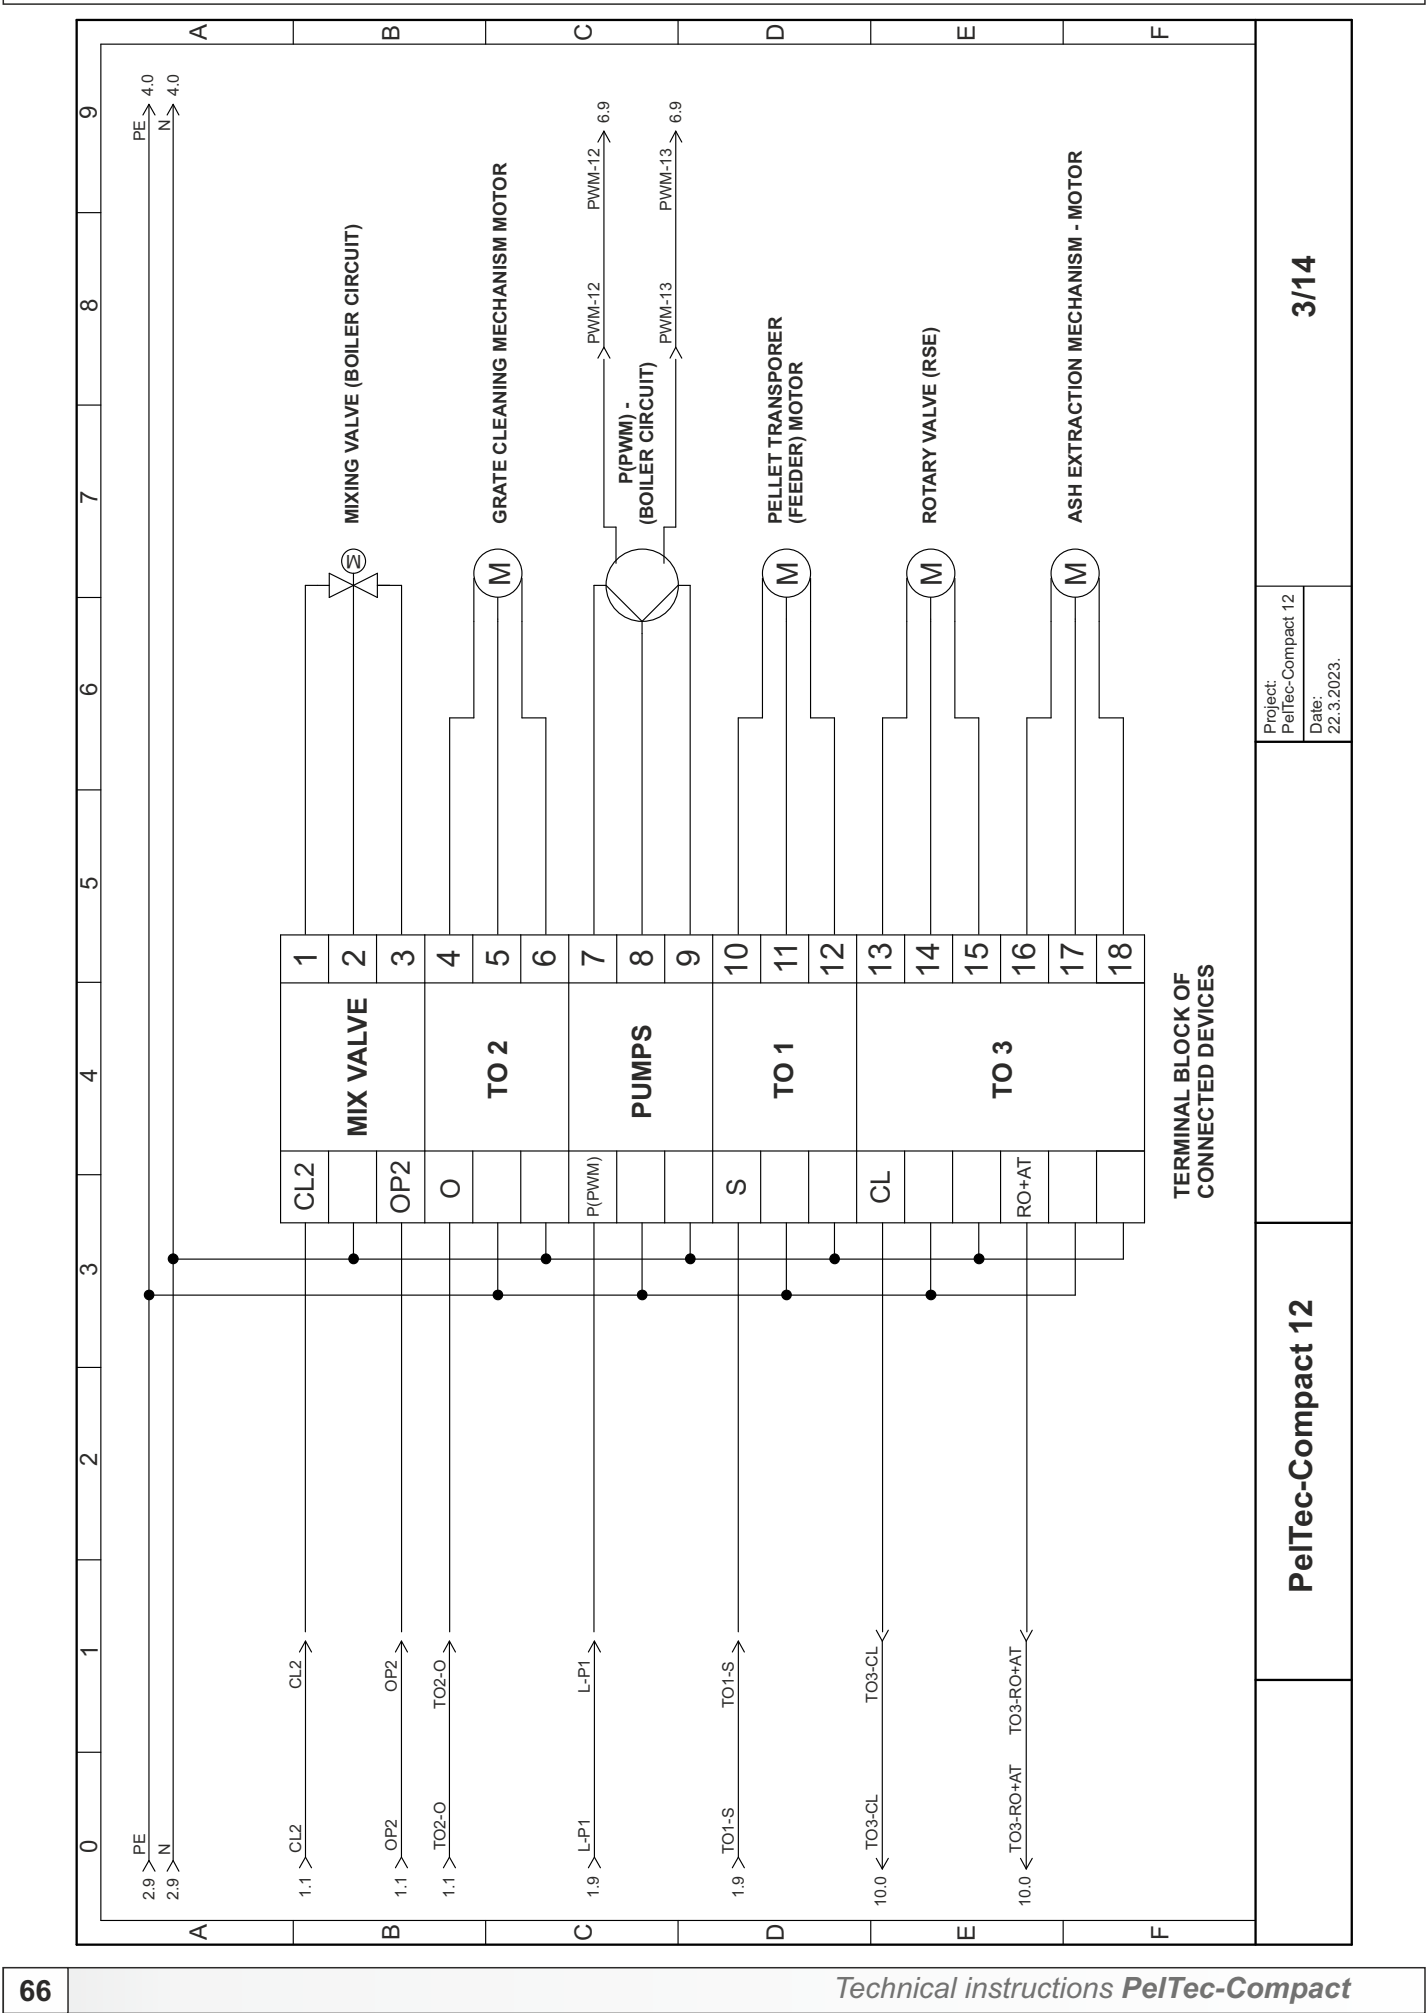 0 1 2 3 4 5 6 7 8 9
A
B
C
D
E
F
A
B
C
D
E
F
2.9 PE PE 4.0
2.9 N N 4.0
1.1 CL2 CL2
1.1 OP2 OP2
1.1 TO2-O TO2-O
1.9 L-P1 L-P1
1.9 TO1-S TO1-S
10.0 TO3-CL TO3-CL
10.0 TO3-RO+AT TO3-RO+AT
CL2
OP2
O
P(PWM)
S
CL
RO+AT
MIX VALVE
TO 2
PUMPS
TO 1
TO 3
1
2
3
4
5
6
7
8
9
10
11
12
13
14
15
16
17
18
TERMINAL BLOCK OF
CONNECTED DEVICES
M MIXING VALVE (BOILER CIRCUIT)
M GRATE CLEANING MECHANISM MOTOR
PWM-12 PWM-12 6.9
P(PWM) -
(BOILER CIRCUIT)
PWM-13 PWM-13 6.9
M PELLET TRANSPORER
(FEEDER) MOTOR
M ROTARY VALVE (RSE)
M ASH EXTRACTION MECHANISM - MOTOR
PelTec-Compact 12
Project:
PelTec-Compact 12
Date:
22.3.2023.
3/14
66
Technical instructions PelTec-Compact